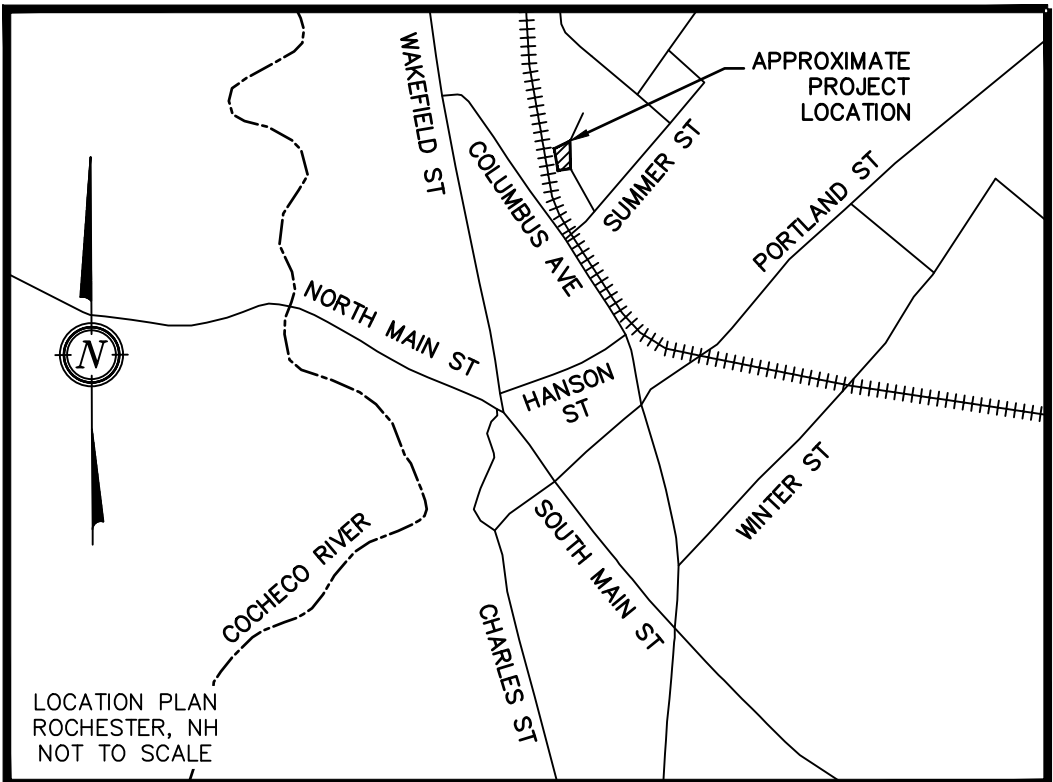 WAKEFIELD ST
APPROXIMATE
PROJECT
LOCATION
COLUMBUS AVE
SUMMER ST
PORTLAND ST
NORTH MAIN ST
N
HANSON
ST
WINTER ST
SOUTH MAIN ST
COCHECO RIVER
CHARLES ST
LOCATION PLAN
ROCHESTER, NH
NOT TO SCALE